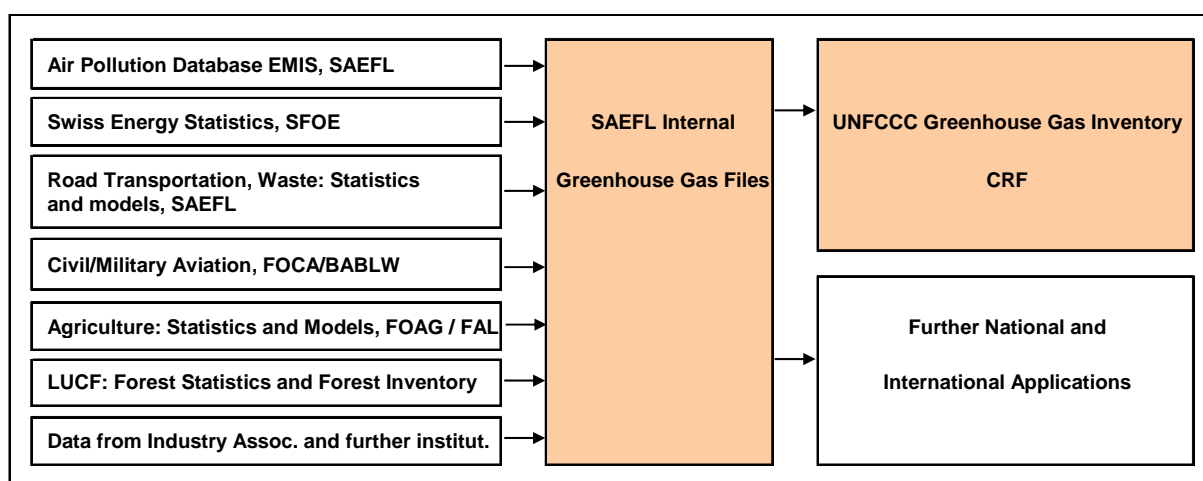 Air Pollution Database EMIS, SAEFL
Swiss Energy Statistics, SFOE
Road Transportation, Waste: Statistics
and models, SAEFL
Civil/Military Aviation, FOCA/BABLW
Agriculture: Statistics and Models, FOAG / FAL
LUCF: Forest Statistics and Forest Inventory
Data from Industry Assoc. and further institut.
SAEFL Internal
Greenhouse Gas Files
UNFCCC Greenhouse Gas Inventory
CRF
Further National and
International Applications